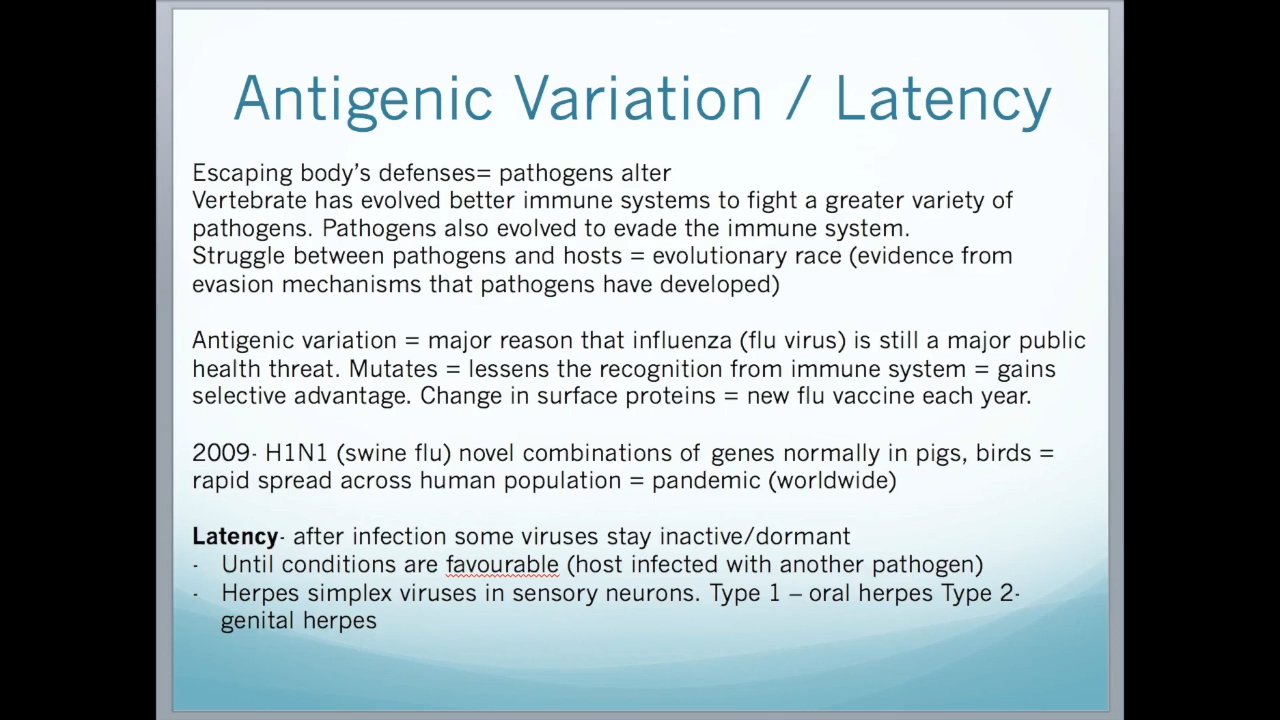 Antigenic Variation / Latency
Escaping body’s defenses= pathogens alter
Vertebrate has evolved better immune systems to fight a greater variety of
pathogens. Pathogens also evolved to evade the immune system.
Struggle between pathogens and hosts = evolutionary race (evidence from
evasion mechanisms that pathogens have developed)
Antigenic variation = major reason that influenza (flu virus) is still a major public
health threat. Mutates = lessens the recognition from immune system = gains
selective advantage. Change in surface proteins = new flu vaccine each year.
2009- H1N1 (swine flu) novel combinations of genes normally in pigs, birds =
rapid spread across human population = pandemic (worldwide)
Latency- after infection some viruses stay inactive/dormant
- Until conditions are favourable (host infected with another pathogen)
- Herpes simplex viruses in sensory neurons. Type 1 – oral herpes Type 2-
genital herpes